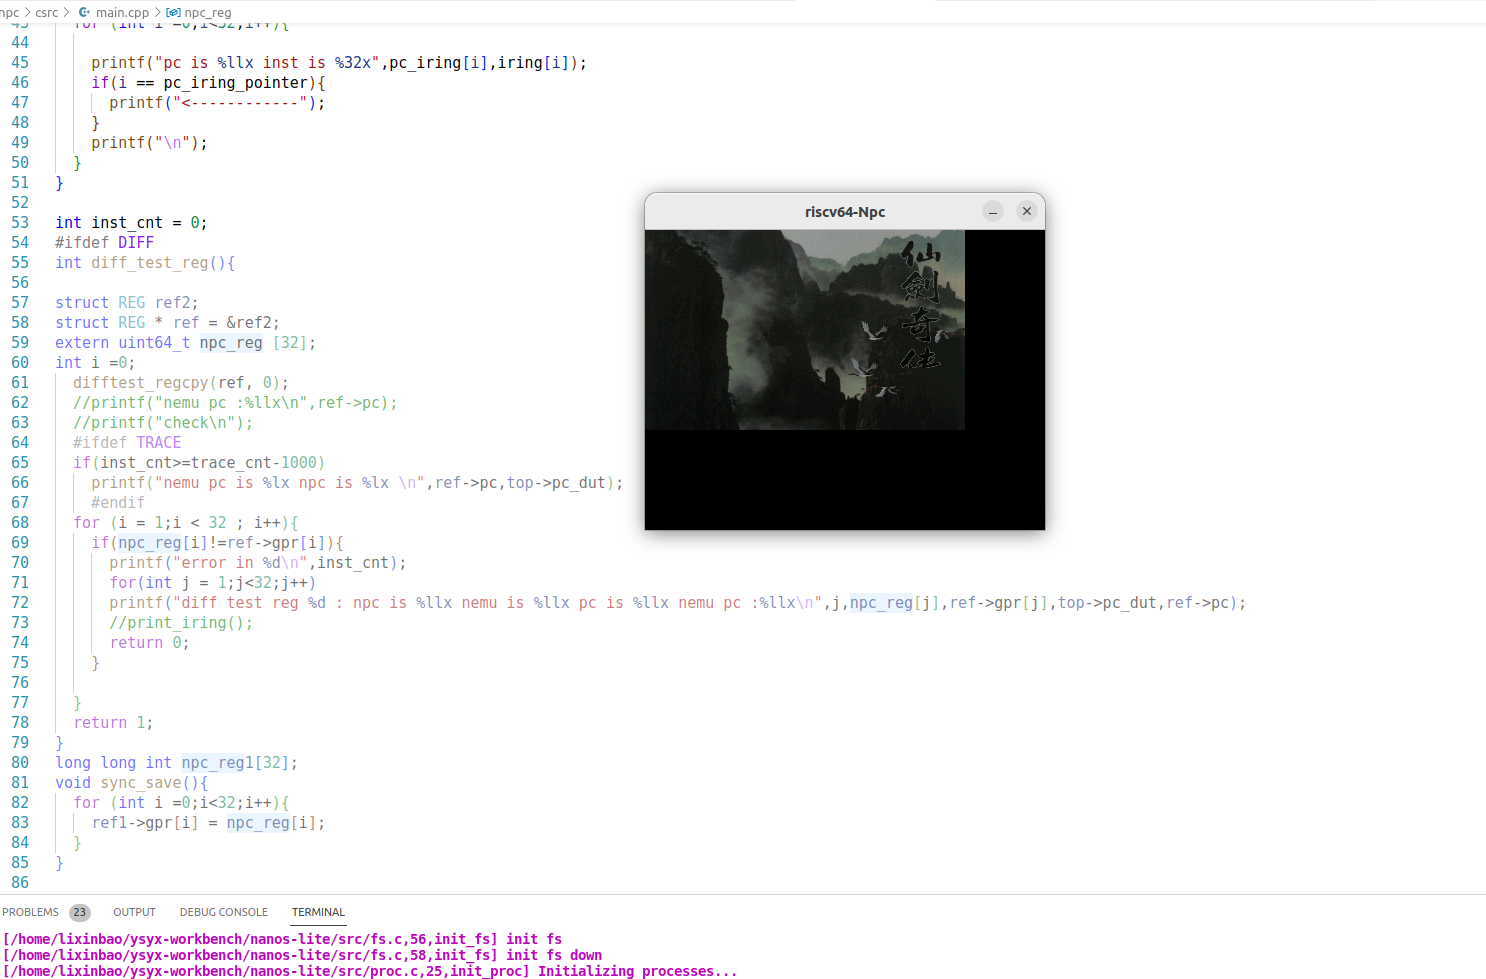 npc > csrc > main.cpp > npc_reg
43 for (int i =0;i<32;i++){
44
45 printf("pc is %llx inst is %32x",pc_iring[i],iring[i]);
46 if(i == pc_iring_pointer){
47 printf("<------------");
48 }
49 printf("\n");
50 }
51 }
52
53 int inst_cnt = 0;
54 #ifdef DIFF
55 int diff_test_reg(){
56
57 struct REG ref2;
58 struct REG * ref = &ref2;
59 extern uint64_t npc_reg [32];
60 int i =0;
61 difftest_regcpy(ref, 0);
62 //printf("nemu pc :%llx\n",ref->pc);
63 //printf("check\n");
64 #ifdef TRACE
65 if(inst_cnt>=trace_cnt-1000)
66 printf("nemu pc is %lx npc is %lx \n",ref->pc,top->pc_dut);
67 #endif
68 for (i = 1;i < 32 ; i++){
69 if(npc_reg[i]!=ref->gpr[i]){
70 printf("error in %d\n",inst_cnt);
71 for(int j = 1;j<32;j++)
72 printf("diff test reg %d : npc is %llx nemu is %llx pc is %llx nemu pc :%llx\n",j,npc_reg[j],ref->gpr[j],top->pc_dut,ref->pc);
73 //print_iring();
74 return 0;
75 }
76
77 }
78 return 1;
79 }
80 long long int npc_reg1[32];
81 void sync_save(){
82 for (int i =0;i<32;i++){
83 ref1->gpr[i] = npc_reg[i];
84 }
85 }
86
riscv64-Npc
仙
劍
奇
俠
PROBLEMS 23 OUTPUT DEBUG CONSOLE TERMINAL
[/home/lixinbao/ysyx-workbench/nanos-lite/src/fs.c,56,init_fs] init fs
[/home/lixinbao/ysyx-workbench/nanos-lite/src/fs.c,58,init_fs] init fs down
[/home/lixinbao/ysyx-workbench/nanos-lite/src/proc.c,25,init_proc] Initializing processes...